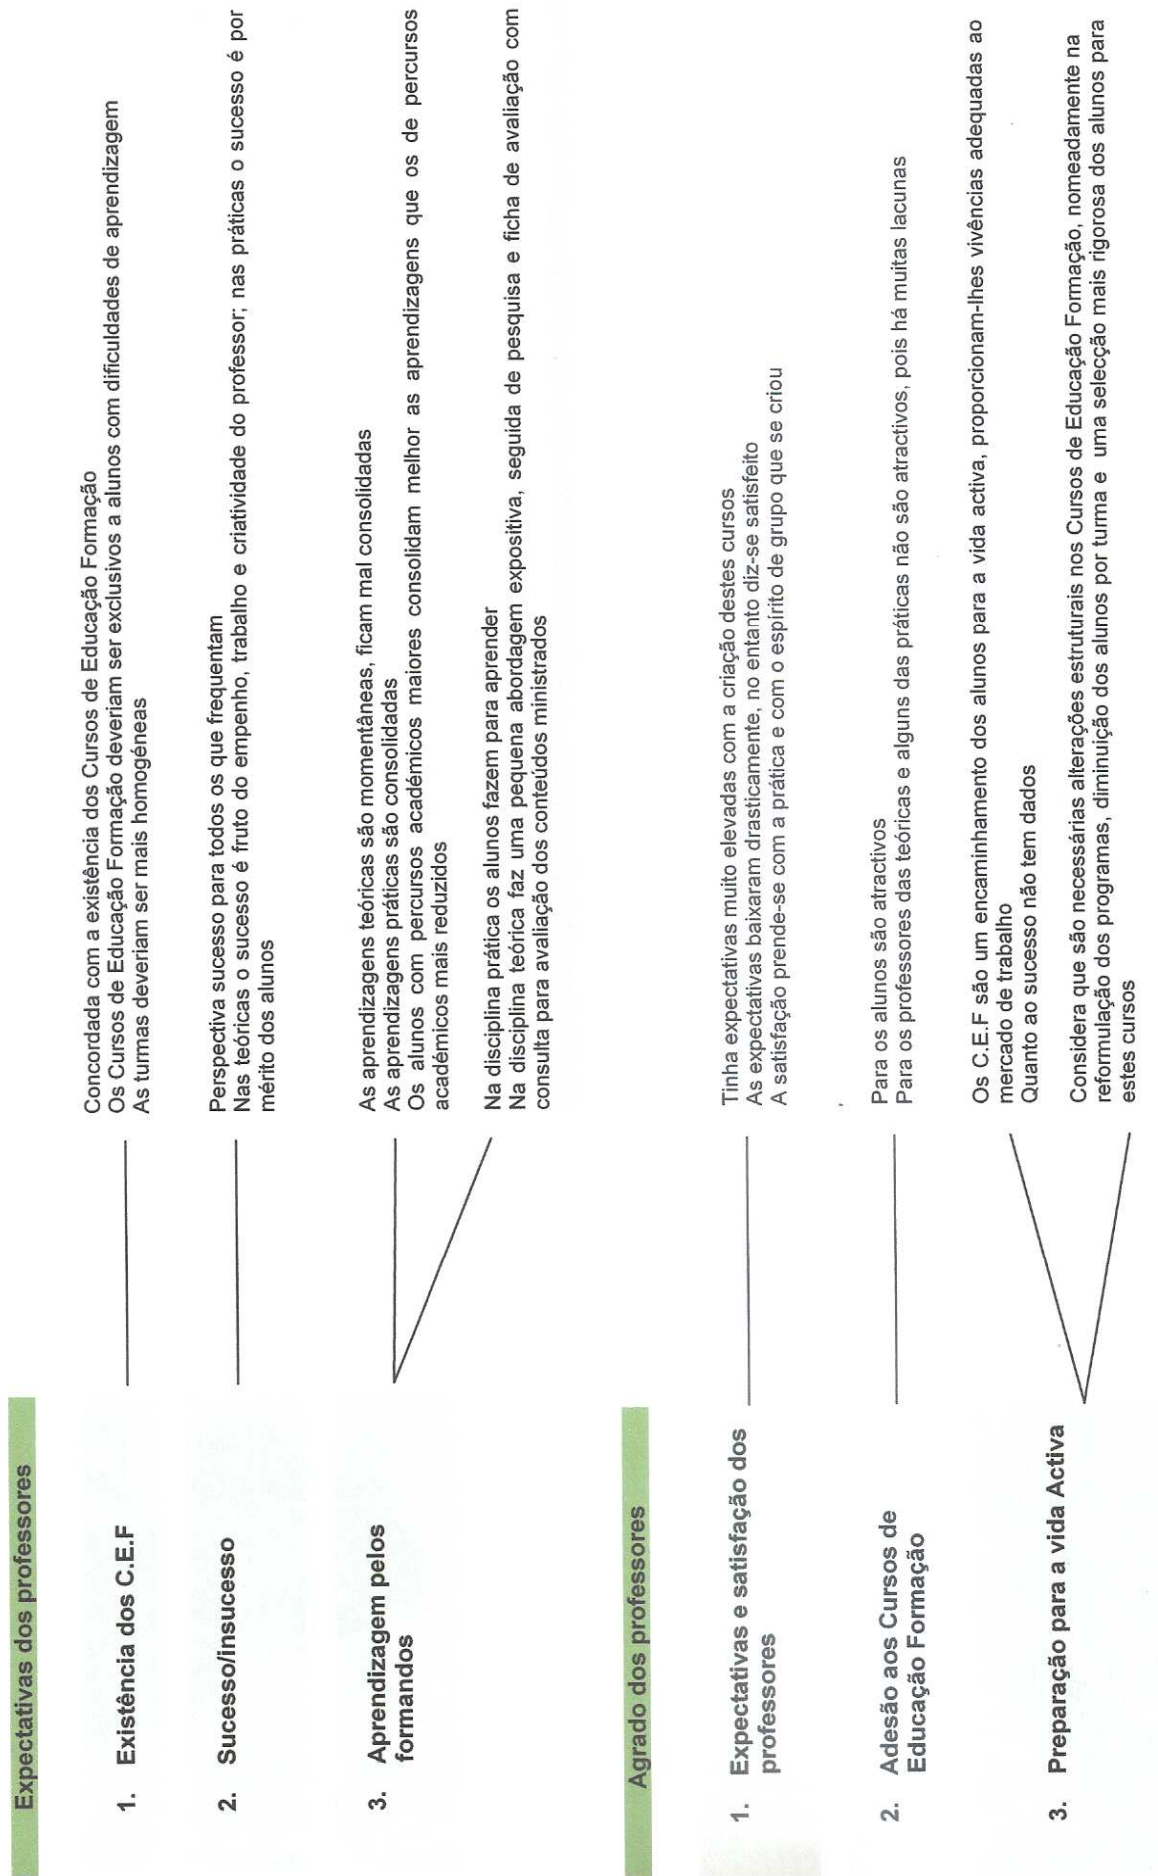 Expectativas dos professores
1. Existência dos C.E.F
Concordada com a existência dos Cursos de Educação Formação
Os Cursos de Educação Formação deveriam ser exclusivos a alunos com dificuldades de aprendizagem
As turmas deveriam ser mais homogéneas
2. Sucesso/insucesso
Perspectiva sucesso para todos os que frequentam
Nas teóricas o sucesso é fruto do empenho, trabalho e criatividade do professor; nas práticas o sucesso é por
mérito dos alunos
3. Aprendizagem pelos
formandos
As aprendizagens teóricas são momentâneas, ficam mal consolidadas
As aprendizagens práticas são consolidadas
Os alunos com percursos académicos maiores consolidam melhor as aprendizagens que os de percursos
académicos mais reduzidos
Na disciplina prática os alunos fazem para aprender
Na disciplina teórica faz uma pequena abordagem expositiva, seguida de pesquisa e ficha de avaliação com
consulta para avaliação dos conteúdos ministrados
Agrado dos professores
1. Expectativas e satisfação dos
professores
Tinha expectativas muito elevadas com a criação destes cursos
As expectativas baixaram drasticamente, no entanto diz-se satisfeito
A satisfação prende-se com a prática e com o espírito de grupo que se criou
2. Adesão aos Cursos de
Educação Formação
Para os alunos são atractivos
Para os professores das teóricas e alguns das práticas não são atractivos, pois há muitas lacunas
3. Preparação para a vida Activa
Os C.E.F são um encaminhamento dos alunos para a vida activa, proporcionam-lhes vivências adequadas ao
mercado de trabalho
Quanto ao sucesso não tem dados
Considera que são necessárias alterações estruturais nos Cursos de Educação Formação, nomeadamente na
reformulação dos programas, diminuição dos alunos por turma e uma selecção mais rigorosa dos alunos para
estes cursos